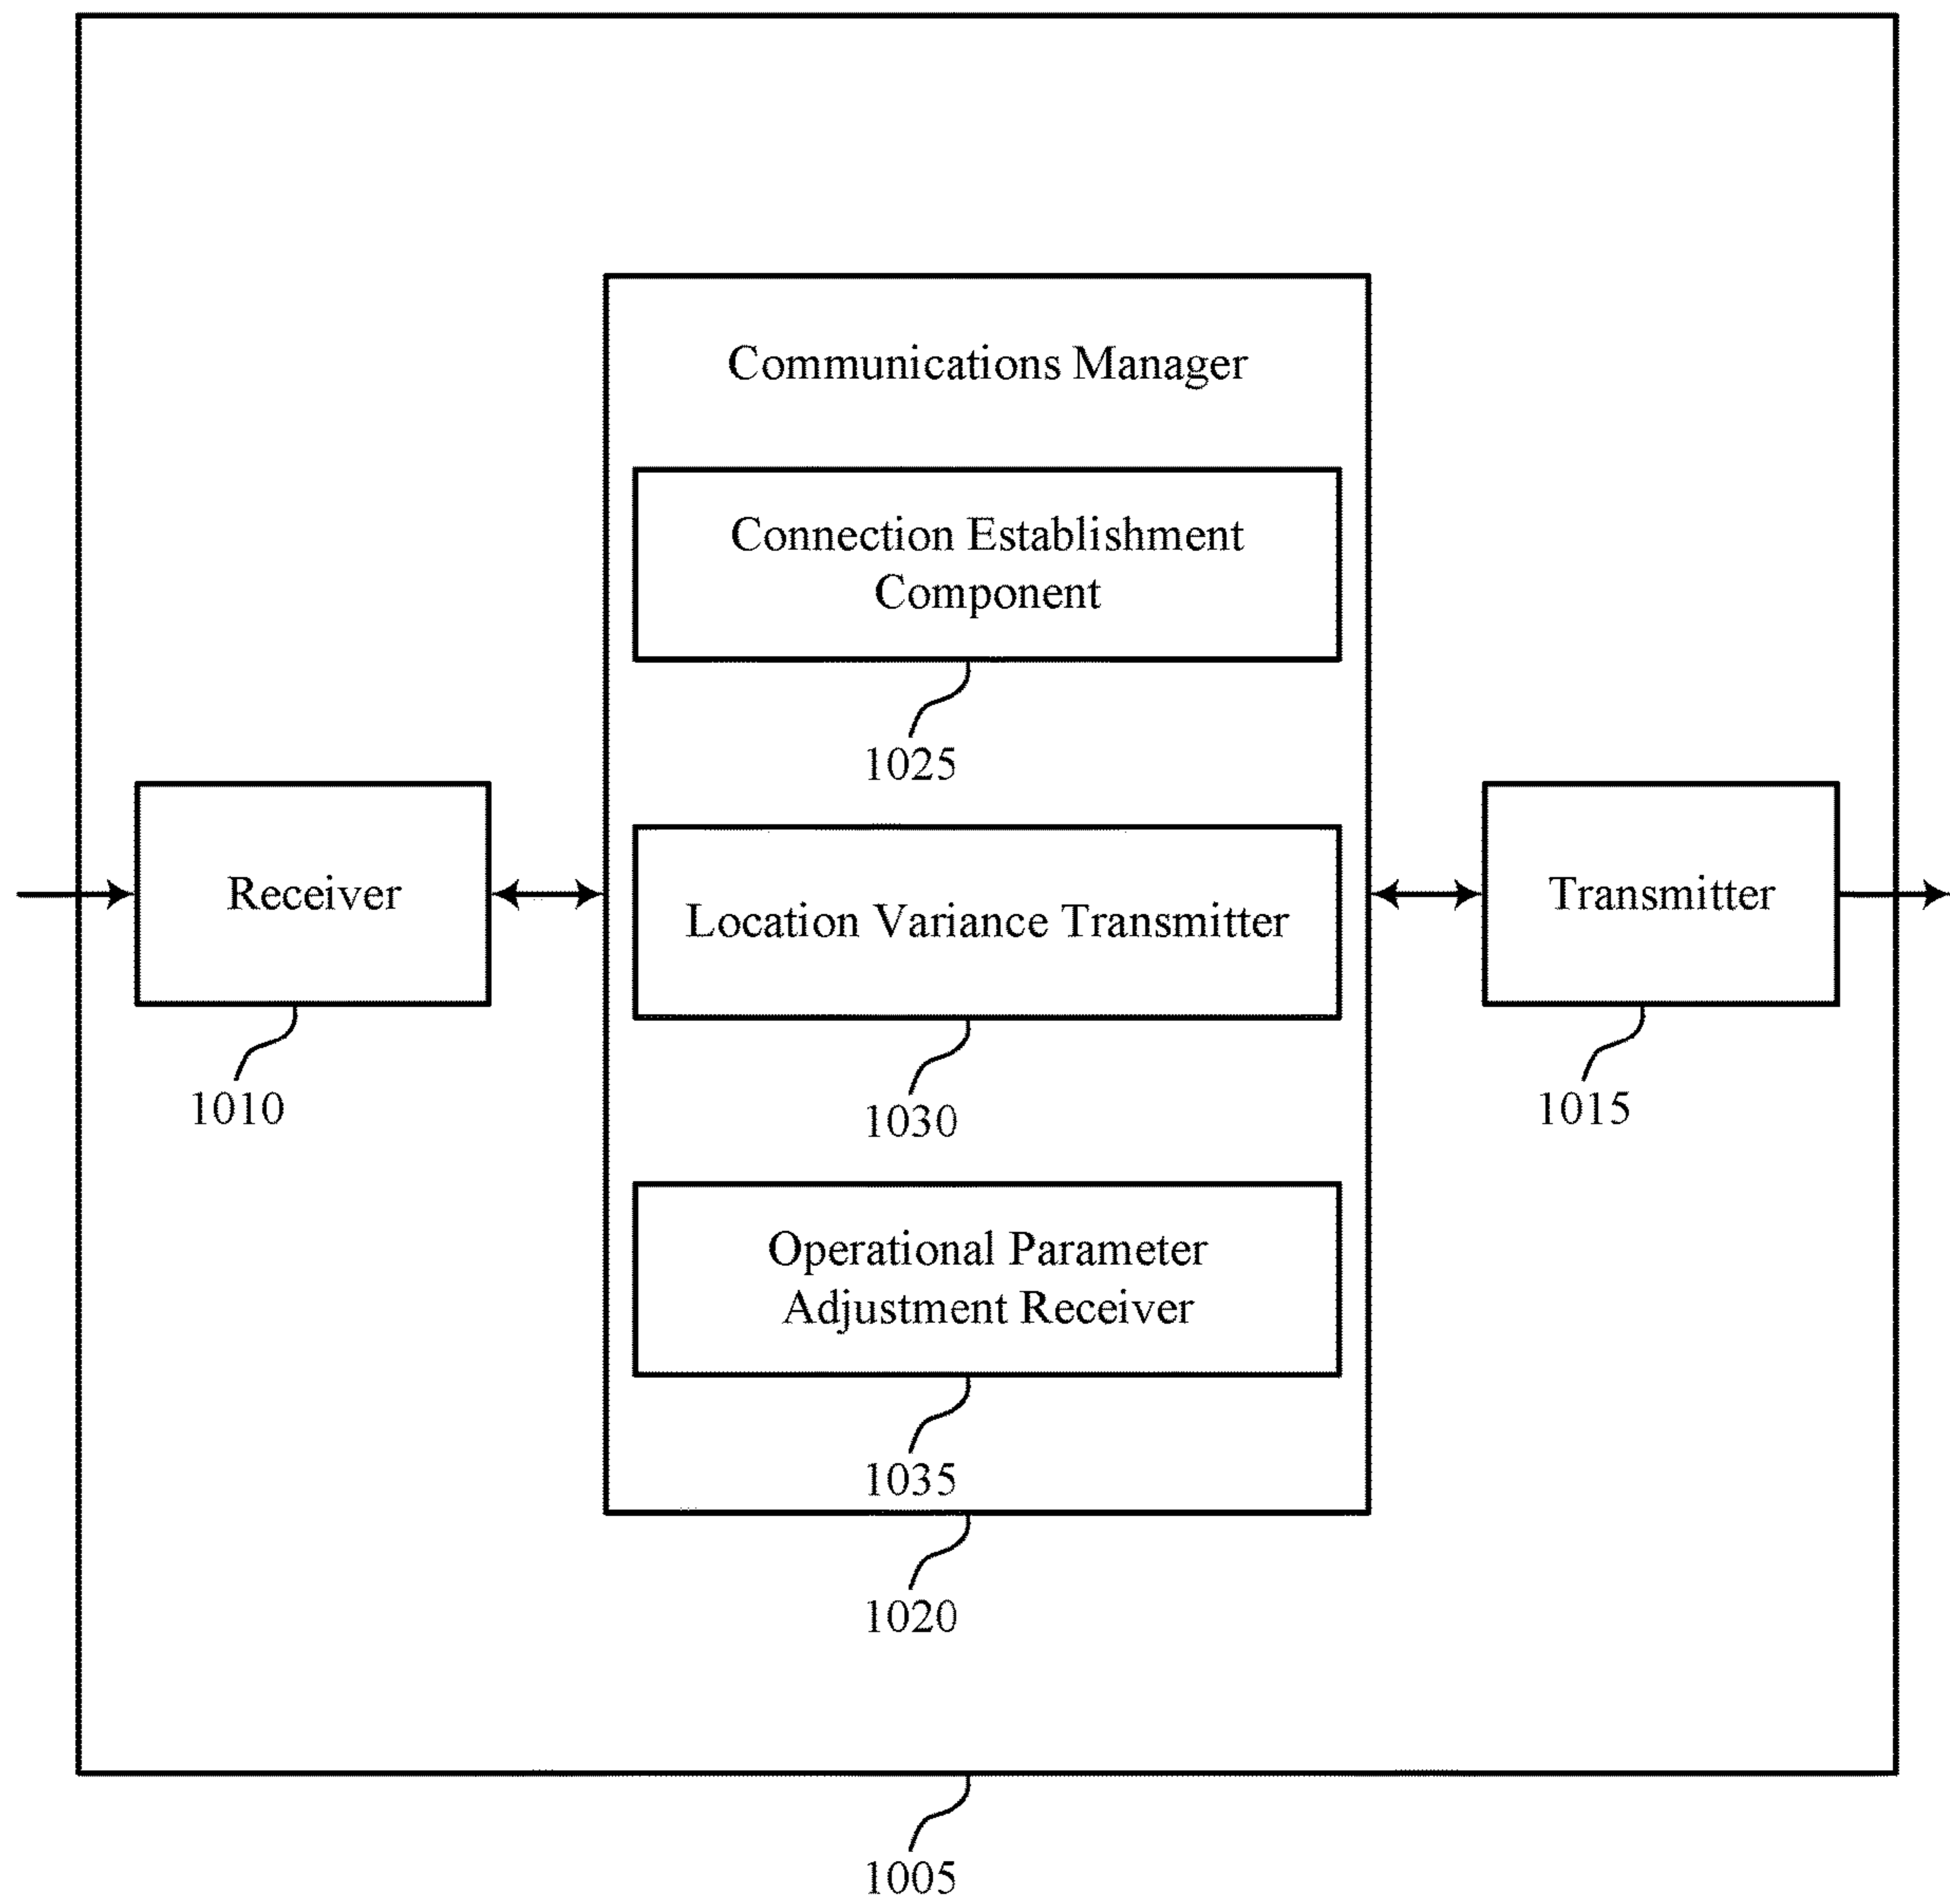 Communications Manager
Connection Establishment
Component
1025
Receiver
1010
Location Variance Transmitter
1030
Transmitter
1015
Operational Parameter
Adjustment Receiver
1035
1020
1005